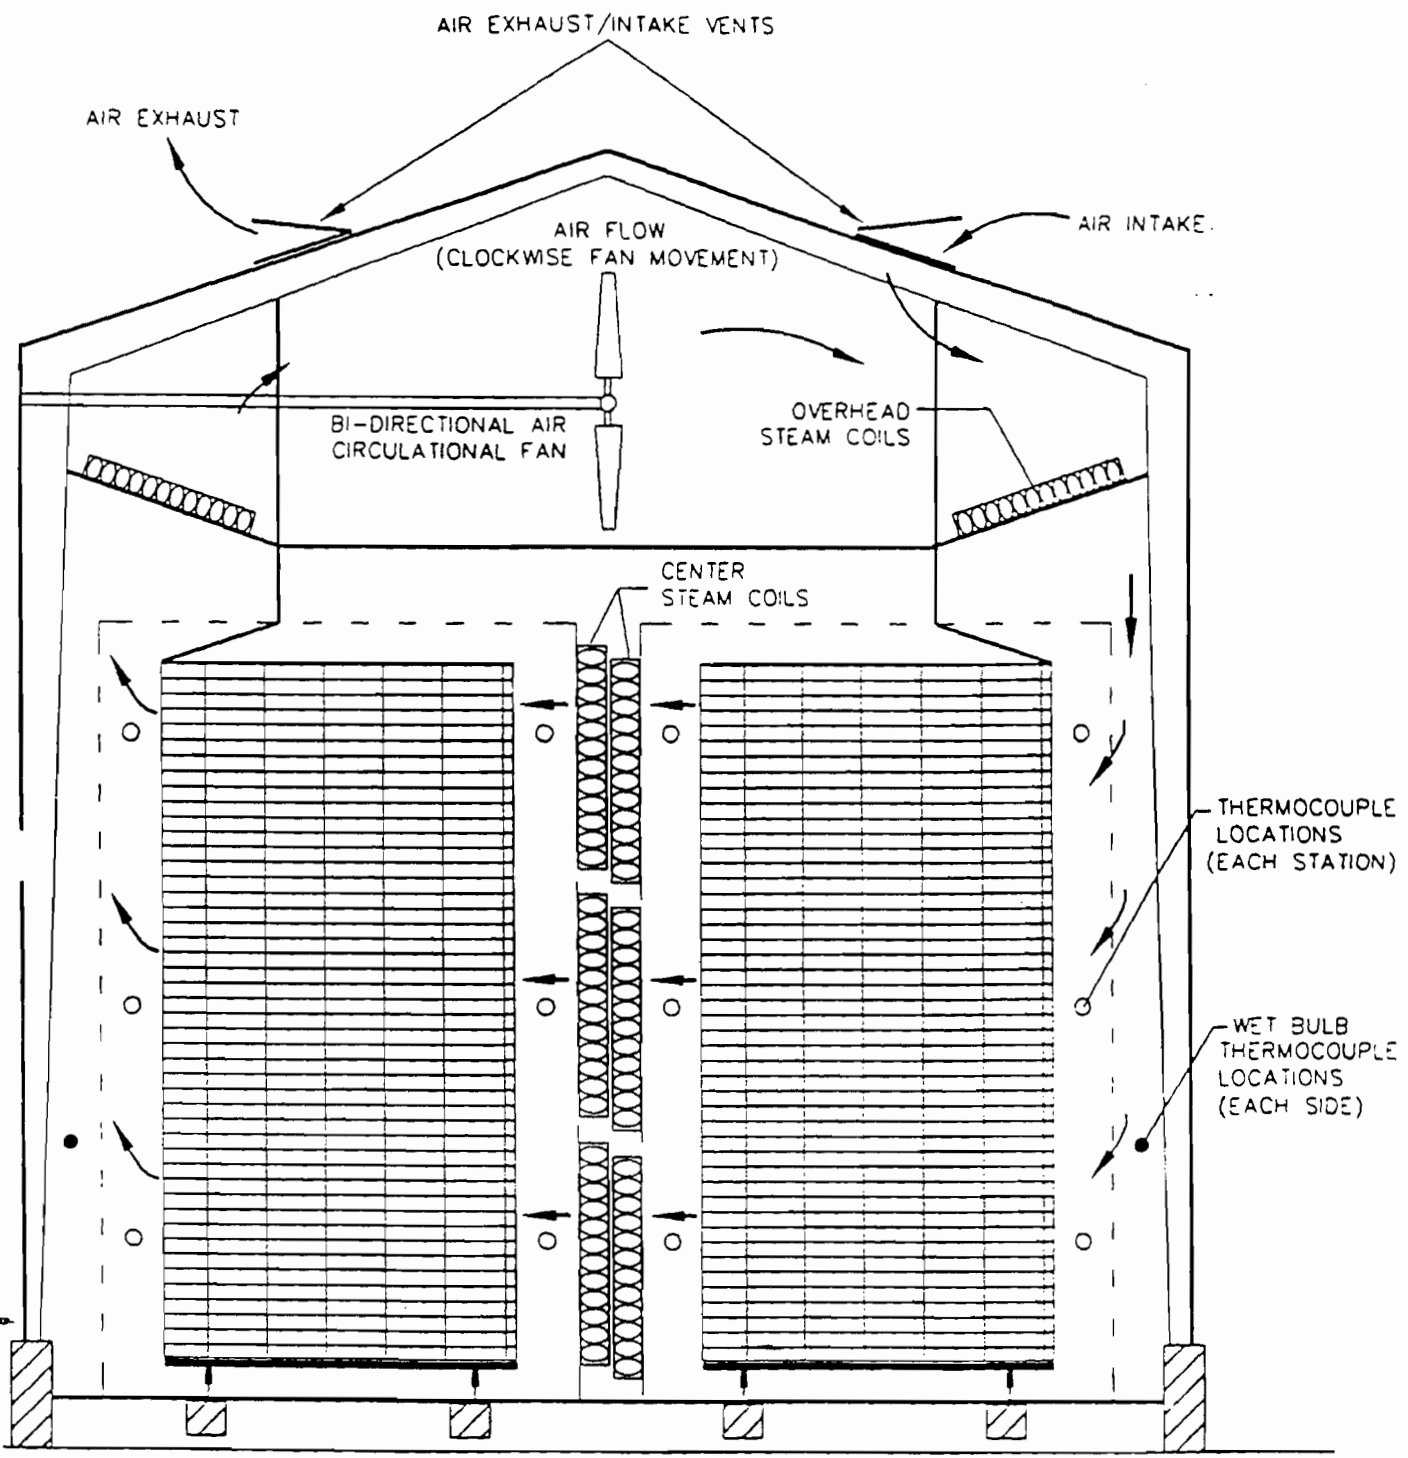 AIR EXHAUST/INTAKE VENTS
AIR EXHAUST
AIR FLOW
(CLOCKWISE FAN MOVEMENT)
AIR INTAKE.
BI-DIRECTIONAL AIR
CIRCULATIONAL FAN
OVERHEAD
STEAM COILS
CENTER
STEAM COILS
THERMOCOUPLE
LOCATIONS
(EACH STATION)
WET BULB
THERMOCOUPLE
LOCATIONS
(EACH SIDE)